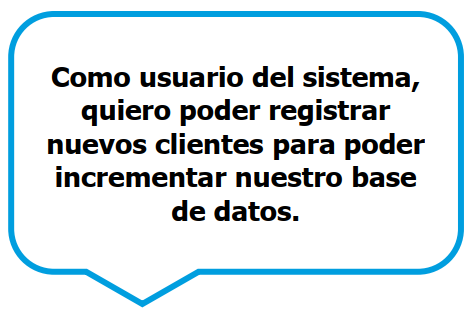 Como usuario del sistema,
quiero poder registrar
nuevos clientes para poder
incrementar nuestro base
de datos.